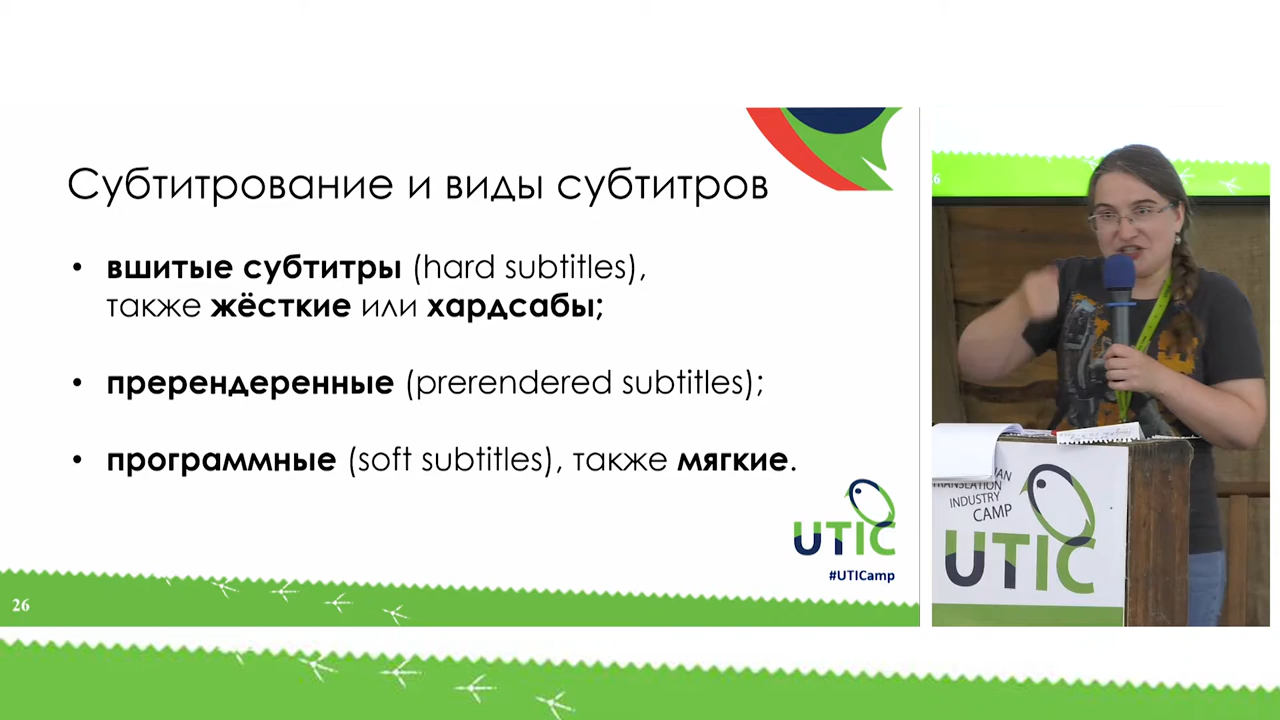 Субтитрование и виды субтитров
• вшитые субтитры (hard subtitles),
также жёсткие или хардсабы;
• пререндеренные (prerendered subtitles);
• программные (soft subtitles), также мягкие.
UTIC
#UTICamp
26
6
TRANSLATION
INDUSTRY
CAMP
UTIC